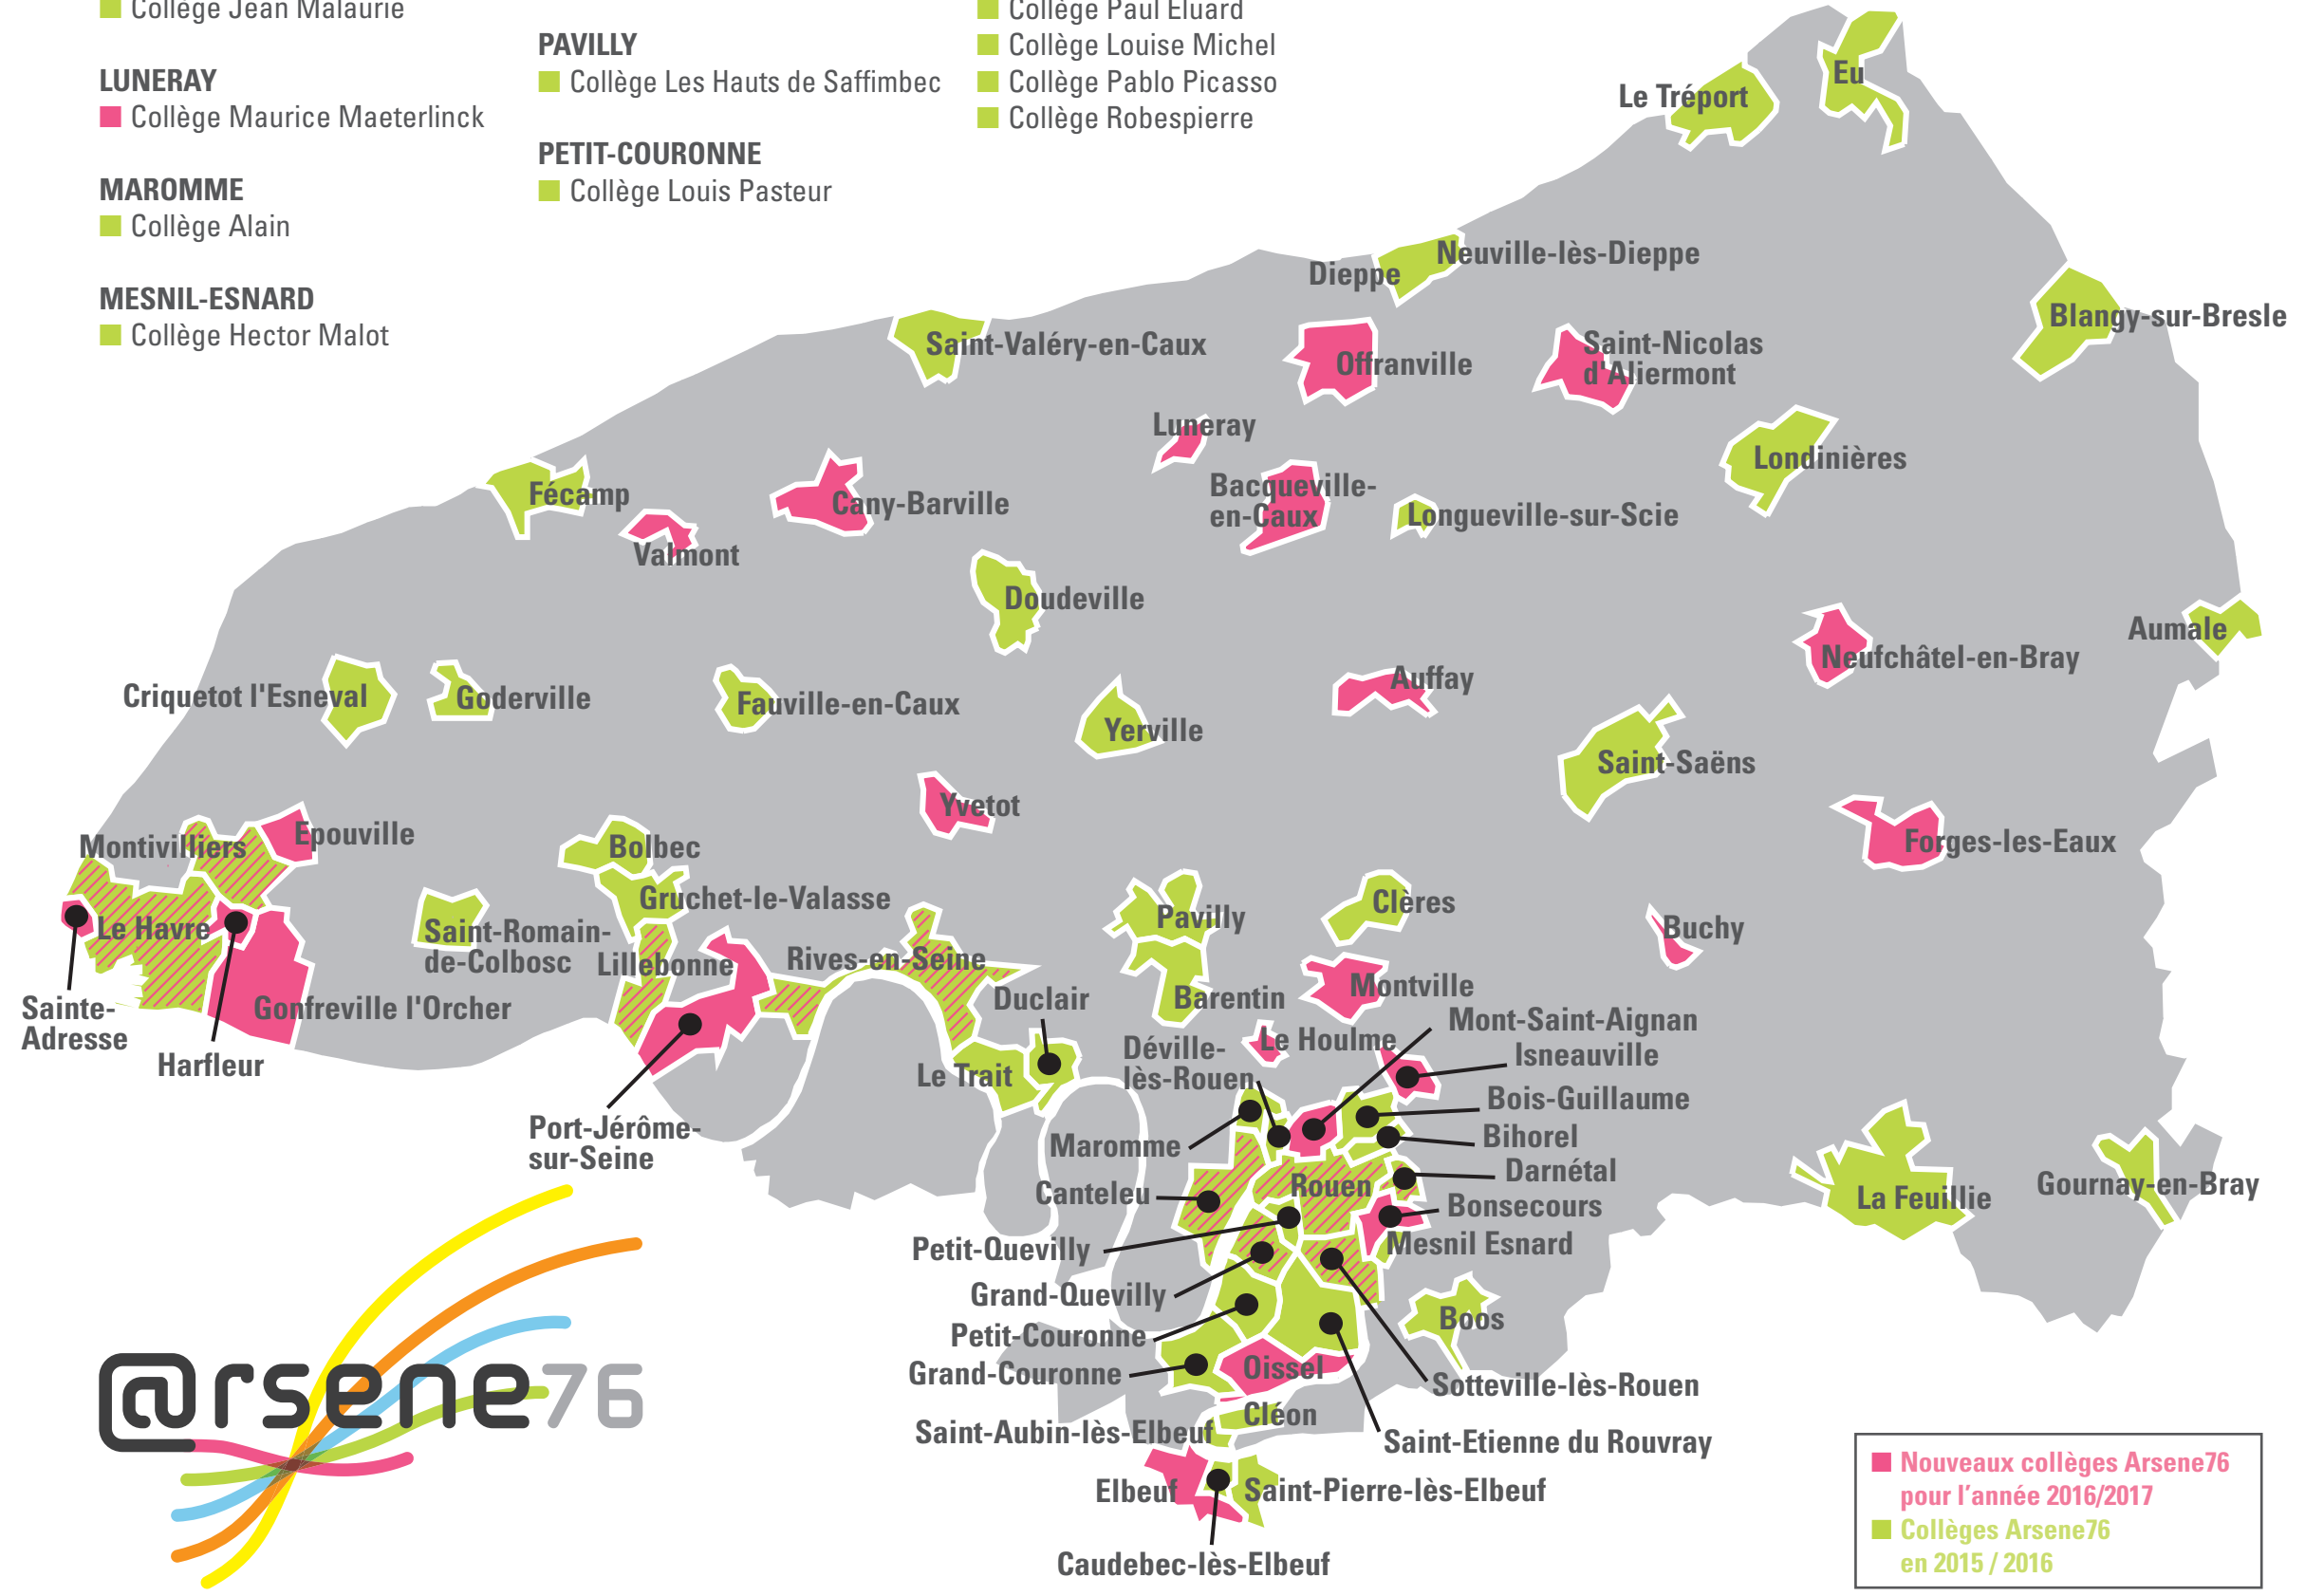 Collège Jean Malaurie
LUNERAY
Collège Maurice Maeterlinck
MAROMME
Collège Alain
MESNIL-ESNARD
Collège Hector Malot
PAVILLY
Collège Les Hauts de Saffimbec
PETIT-COURONNE
Collège Louis Pasteur
Collège Paul Eluard
Collège Louise Michel
Collège Pablo Picasso
Collège Robespierre
Eu
Le Tréport
Neuville-lès-Dieppe
Dieppe
Blangy-sur-Bresle
Saint-Valéry-en-Caux
Offranville
Saint-Nicolas
d'Aliermont
Luneray
Londinières
Fécamp
Cany-Barville
Bacqueville-
en-Caux
Longueville-sur-Scie
Valmont
Doudeville
Aumale
Neufchâtel-en-Bray
Criquetot l'Esneval
Goderville
Fauville-en-Caux
Auffay
Yerville
Saint-Saëns
Yvetot
Epouville
Montivilliers
Bolbec
Forges-les-Eaux
Gruchet-le-Valasse
Clères
Pavilly
Le Havre
Saint-Romain-
de-Colbosc
Lillebonne
Rives-en-Seine
Buchy
Montville
Barentin
Duclair
Sainte-
Adresse
Gonfreville l'Orcher
Harfleur
Mont-Saint-Aignan
Le Houlme
Isneauville
Déville-
lès-Rouen
Le Trait
Bois-Guillaume
Port-Jérôme-
sur-Seine
Maromme
Bihorel
Darnétal
Canteleu
Rouen
Bonsecours
La Feuillie
Gournay-en-Bray
Petit-Quevilly
Mesnil Esnard
Grand-Quevilly
Boos
Petit-Couronne
Grand-Couronne
Oissel
Sotteville-lès-Rouen
Cléon
Saint-Aubin-lès-Elbeuf
Saint-Etienne du Rouvray
Elbeuf
Saint-Pierre-lès-Elbeuf
Caudebec-lès-Elbeuf
@rsene76
Nouveaux collèges Arsene76
pour l'année 2016/2017
Collèges Arsene76
en 2015 / 2016